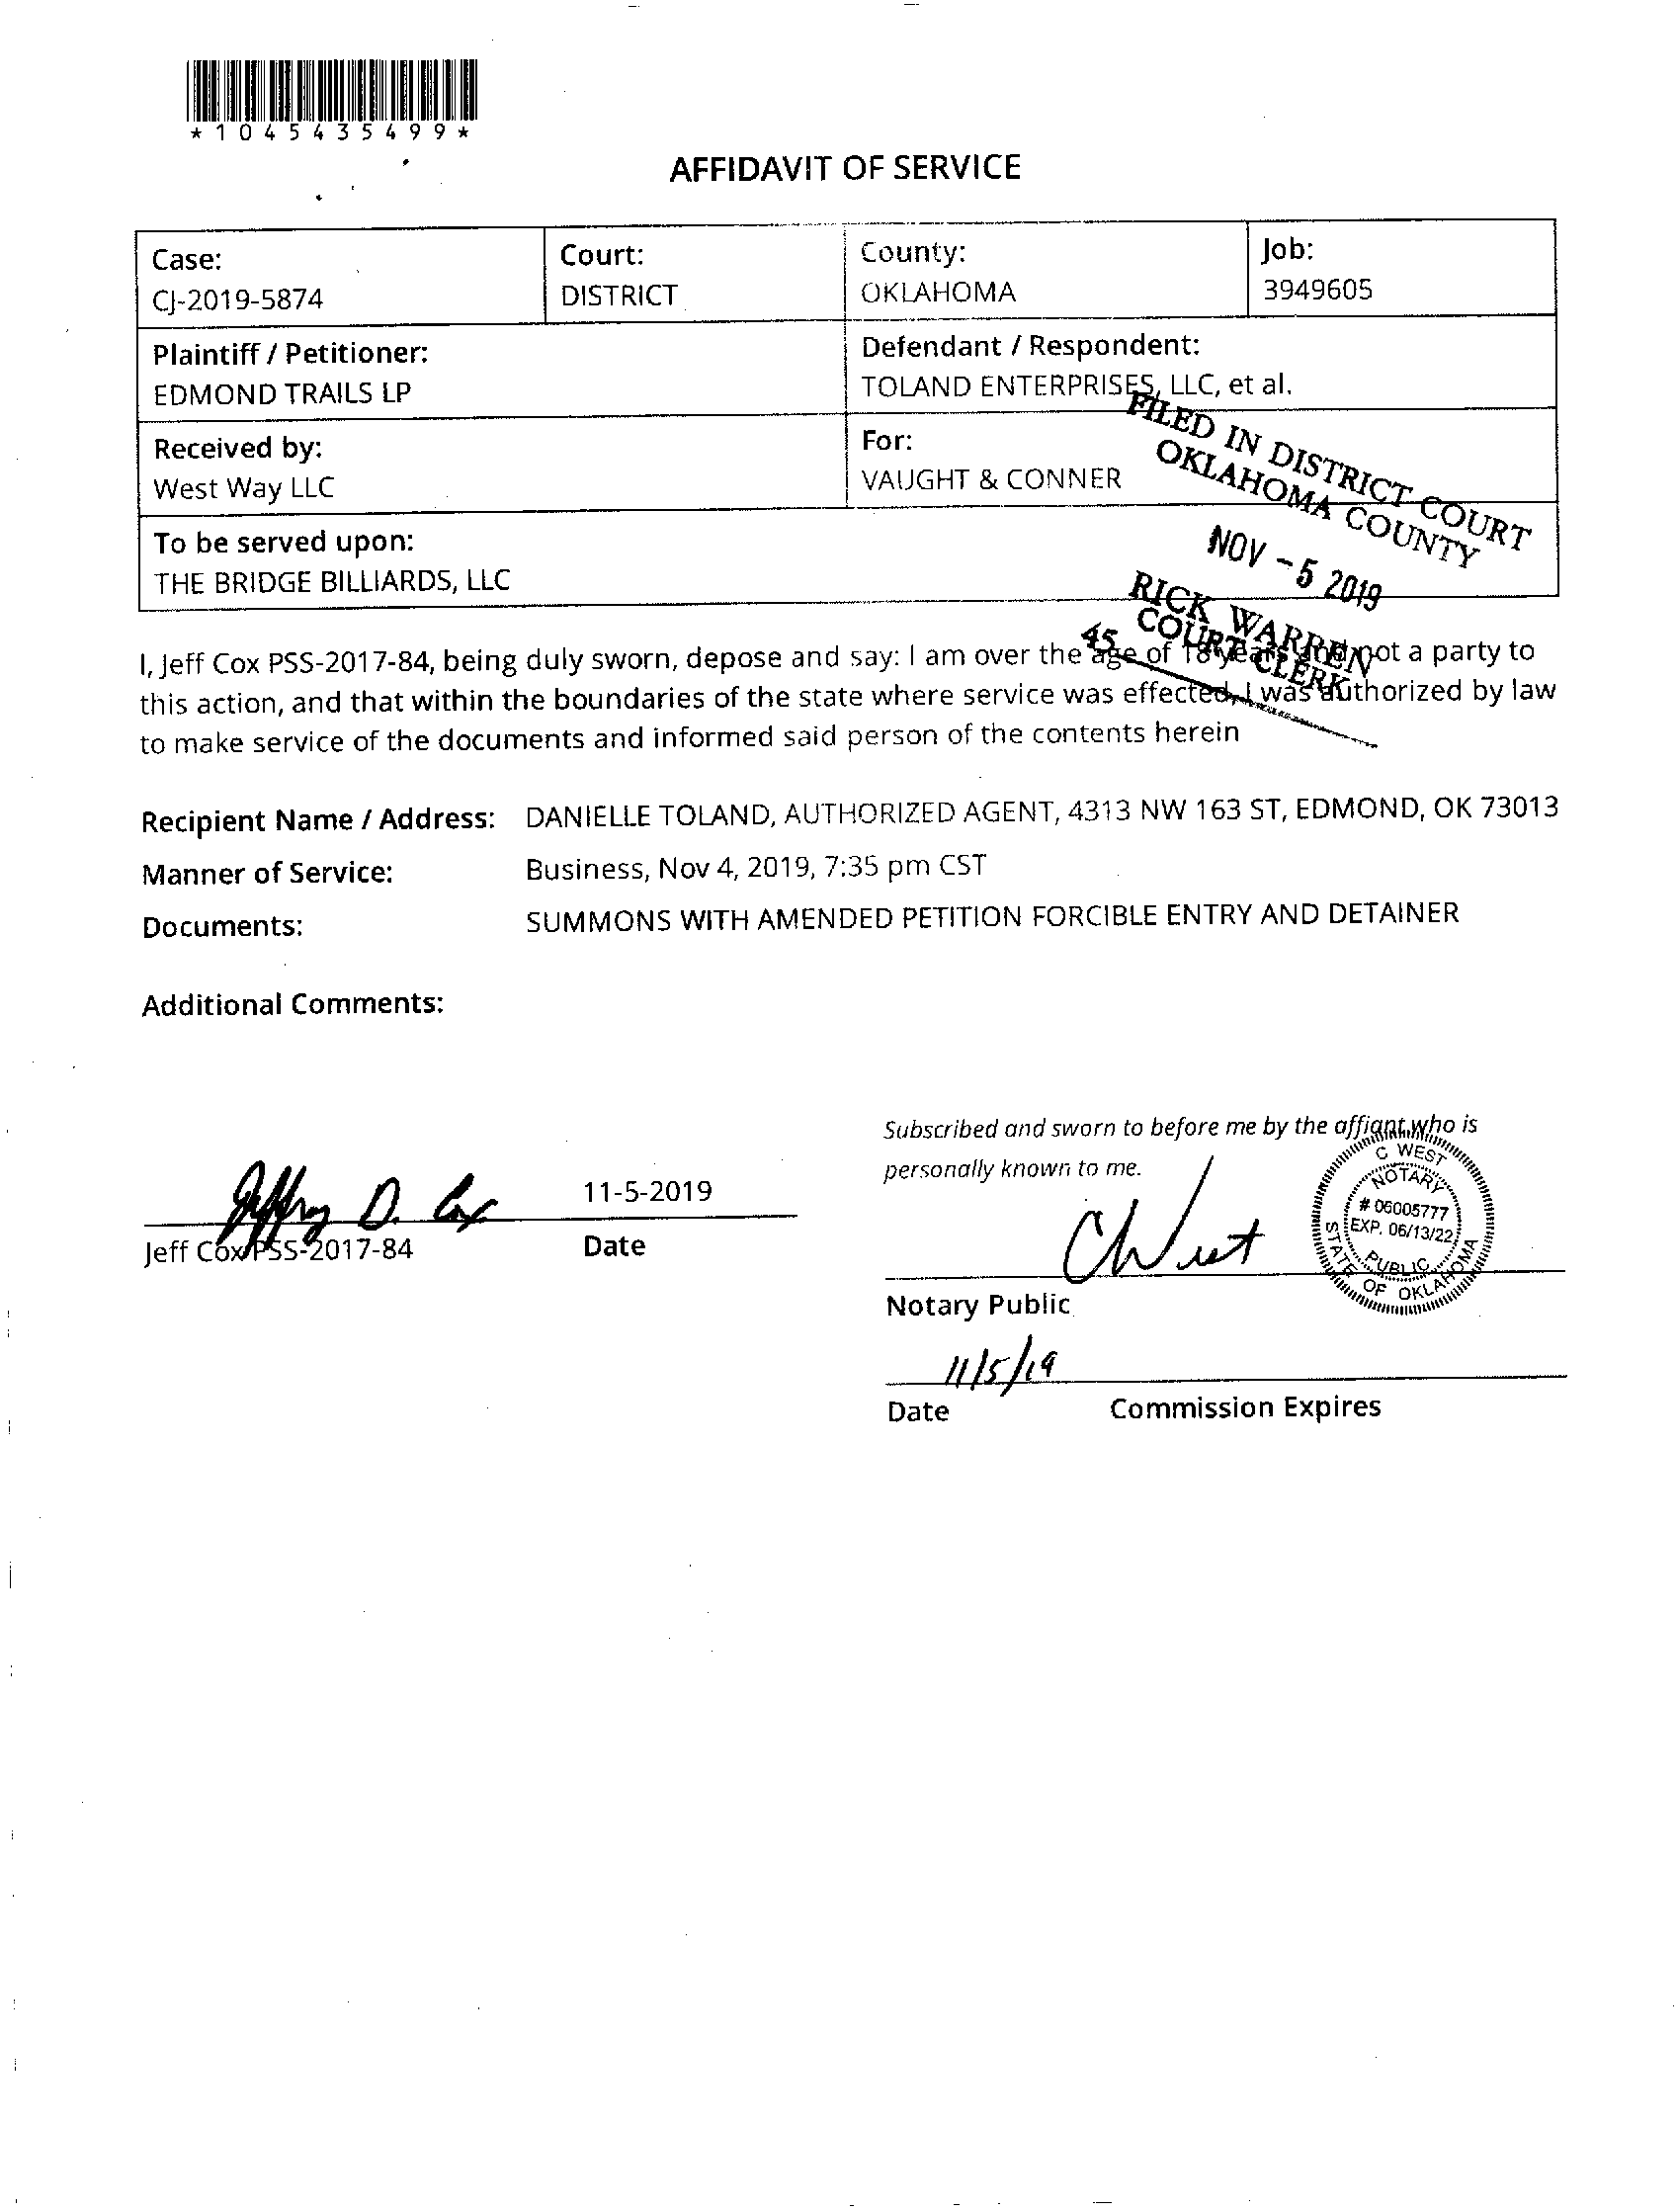 *1045435499*
AFFIDAVIT OF SERVICE
Case:
CJ-2019-5874
Court:
DISTRICT
County:
OKLAHOMA
Job:
3949605
Plaintiff / Petitioner:
EDMOND TRAILS LP
Defendant / Respondent:
TOLAND ENTERPRISES, LLC, et al.
Received by:
West Way LLC
For:
VAUGHT & CONNER
To be served upon:
THE BRIDGE BILLIARDS, LLC
FILED IN DISTRICT COURT
OKLAHOMA COUNTY
NOV - 5 2019
RICK WARREN
COURT CLERK
45
I, Jeff Cox PSS-2017-84, being duly sworn, depose and say: I am over the age of 18 years and not a party to
this action, and that within the boundaries of the state where service was effected, I was authorized by law
to make service of the documents and informed said person of the contents herein
Recipient Name / Address: DANIELLE TOLAND, AUTHORIZED AGENT, 4313 NW 163 ST, EDMOND, OK 73013
Manner of Service: Business, Nov 4, 2019, 7:35 pm CST
Documents: SUMMONS WITH AMENDED PETITION FORCIBLE ENTRY AND DETAINER
Additional Comments:
Jeffrey D. Cox
11-5-2019
Jeff Cox PSS-2017-84
Date
Subscribed and sworn to before me by the affiant who is
personally known to me.
C West
C WEST
NOTARY
# 06005777
EXP. 06/13/22
PUBLIC
STATE OF OKLAHOMA
Notary Public
11/5/19
Date Commission Expires